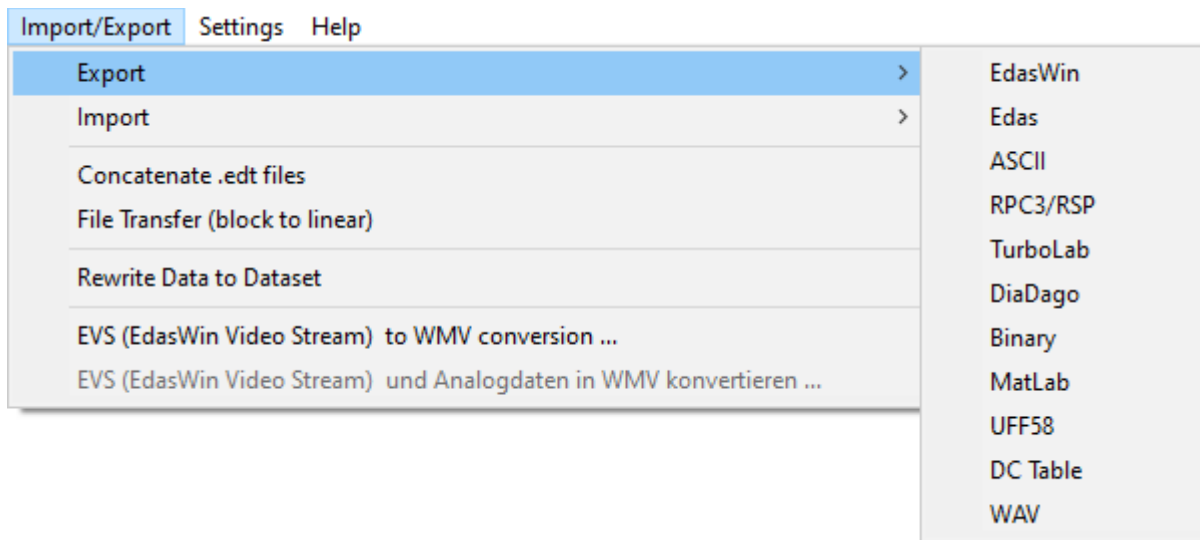 Import/Export Settings Help
Export
Import
Concatenate .edt files
File Transfer (block to linear)
Rewrite Data to Dataset
EVS (EdasWin Video Stream)  to WMV conversion ...
EVS (EdasWin Video Stream)  und Analogdaten in WMV konvertieren ...
EdasWin
Edas
ASCII
RPC3/RSP
TurboLab
DiaDago
Binary
MatLab
UFF58
DC Table
WAV